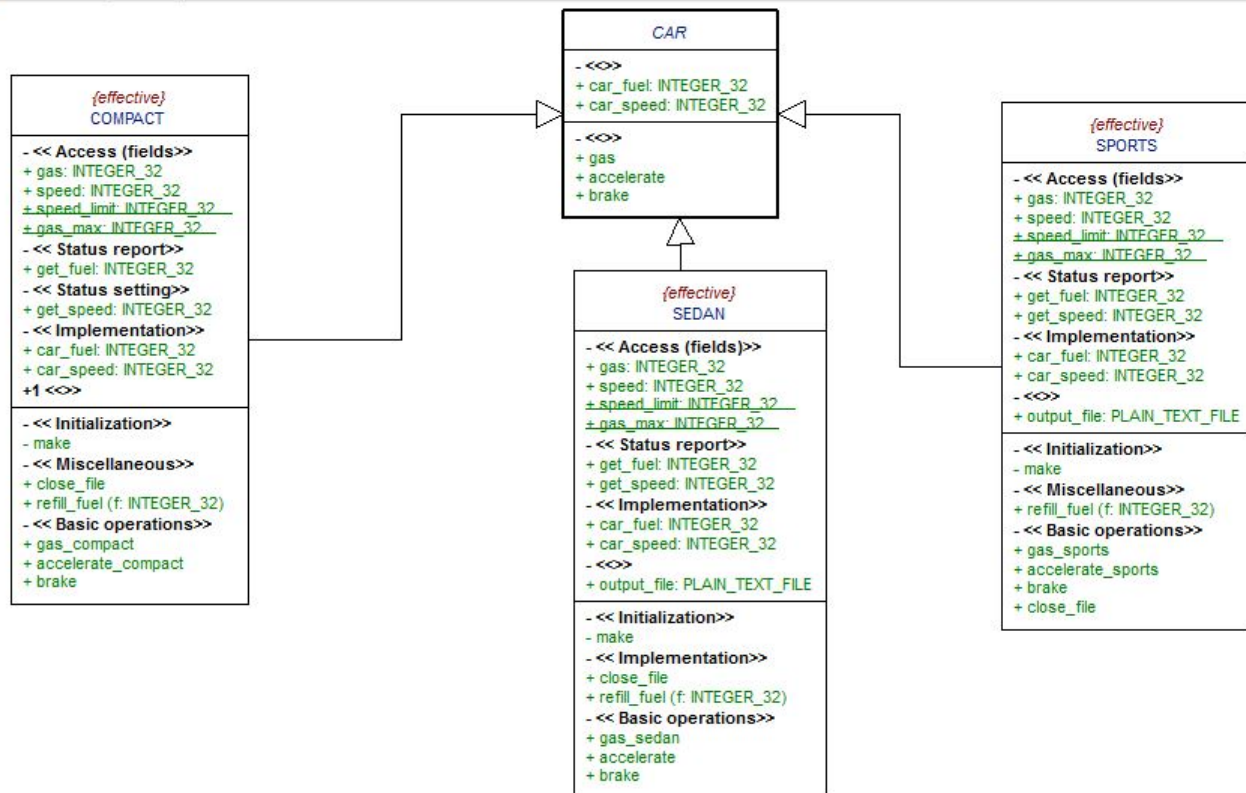 CAR
- <<>>
+ car_fuel: INTEGER_32
+ car_speed: INTEGER_32
- <<>>
+ gas
+ accelerate
+ brake
{effective}
COMPACT
- << Access (fields>>
+ gas: INTEGER_32
+ speed: INTEGER_32
+ speed_limit: INTEGER_32
+ gas_max: INTEGER_32
- << Status report>>
+ get_fuel: INTEGER_32
- << Status setting>>
+ get_speed: INTEGER_32
- << Implementation>>
+ car_fuel: INTEGER_32
+ car_speed: INTEGER_32
+1 <<>>
- << Initialization>>
- make
- << Miscellaneous>>
+ close_file
+ refill_fuel (f: INTEGER_32)
- << Basic operations>>
+ gas_compact
+ accelerate_compact
+ brake
{effective}
SEDAN
- << Access (fields)>>
+ gas: INTEGER_32
+ speed: INTEGER_32
+ speed_limit: INTEGER_32
+ gas_max: INTEGER_32
- << Status report>>
+ get_fuel: INTEGER_32
+ get_speed: INTEGER_32
- << Implementation>>
+ car_fuel: INTEGER_32
+ car_speed: INTEGER_32
- <<>>
+ output_file: PLAIN_TEXT_FILE
- << Initialization>>
- make
- << Implementation>>
+ close_file
+ refill_fuel (f: INTEGER_32)
- << Basic operations>>
+ gas_sedan
+ accelerate
+ brake
{effective}
SPORTS
- << Access (fields>>
+ gas: INTEGER_32
+ speed: INTEGER_32
+ speed_limit: INTEGER_32
+ gas_max: INTEGER_32
- << Status report>>
+ get_fuel: INTEGER_32
+ get_speed: INTEGER_32
- << Implementation>>
+ car_fuel: INTEGER_32
+ car_speed: INTEGER_32
- <<>>
+ output_file: PLAIN_TEXT_FILE
- << Initialization>>
- make
- << Miscellaneous>>
+ refill_fuel (f: INTEGER_32)
- << Basic operations>>
+ gas_sports
+ accelerate_sports
+ brake
+ close_file